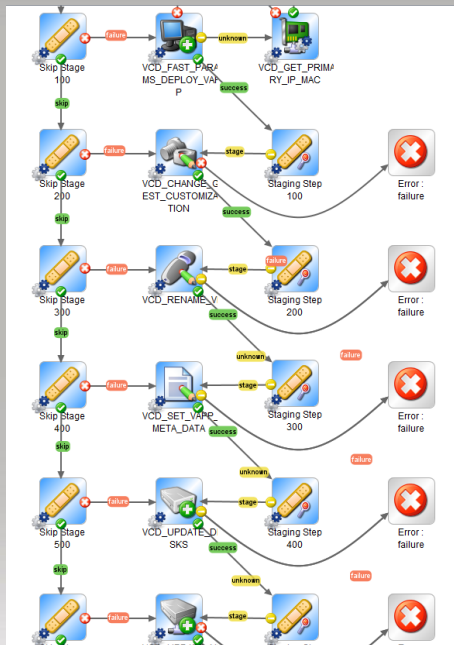 failure
unknown
Skip Stage
100
VCD_FAST_PARA
MS_DEPLOY_VAP
P
VCD_GET_PRIMA
RY_IP_MAC
success
skip
failure
stage
Skip Stage
200
VCD_CHANGE_G
EST_CUSTOMIZA
TION
Staging Step
100
Error :
failure
skip
success
failure
failure
stage
Skip Stage
300
VCD_RENAME_V
Staging Step
200
Error :
failure
success
skip
unknown
failure
failure
stage
Skip Stage
400
VCD_SET_VAPP_
META_DATA
Staging Step
300
Error :
failure
success
skip
failure
unknown
failure
stage
Skip Stage
500
VCD_UPDATE_D
SKS
Staging Step
400
Error :
failure
success
skip
unknown
failure
failure
stage